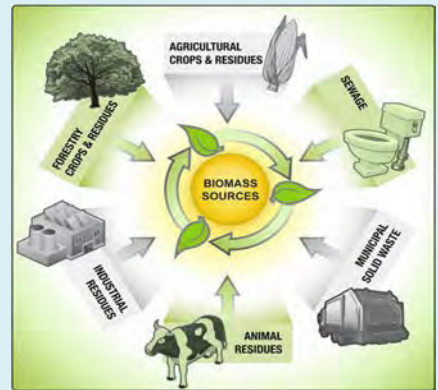 AGRICULTURAL
CROPS & RESIDUES
SEWAGE
MUNICIPAL
SOLID WASTE
ANIMAL
RESIDUES
INDUSTRIAL
RESIDUES
FORESTRY
CROPS & RESIDUES
BIOMASS
SOURCES